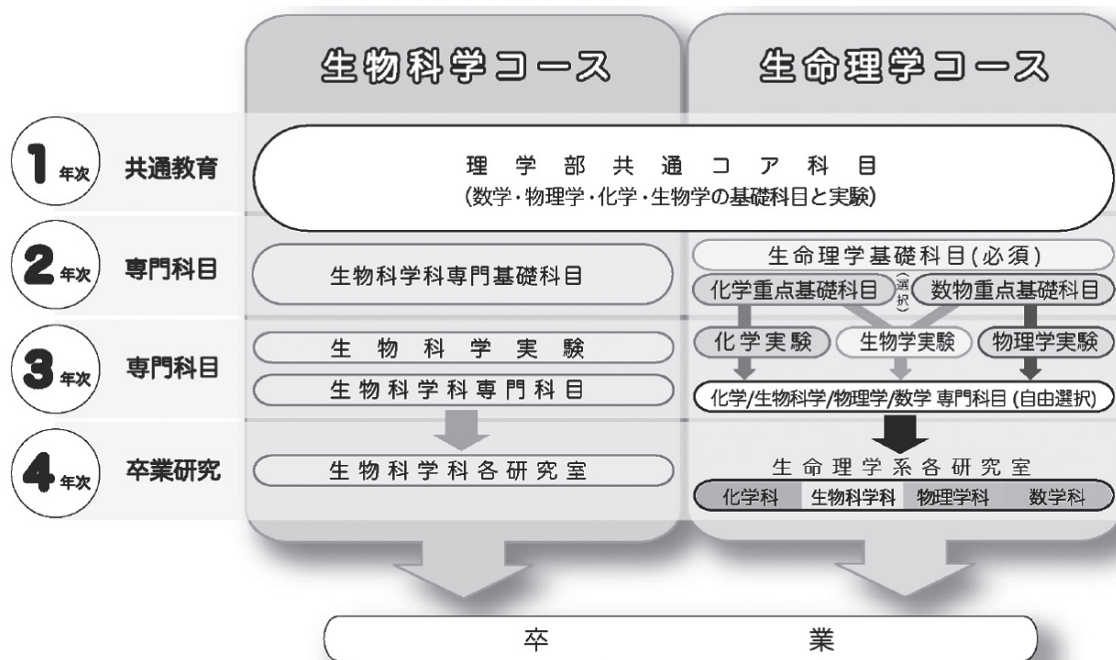 生物科学コース
生命理学コース
1年次 共通教育
理学部共通コア科目
(数学・物理学・化学・生物学の基礎科目と実験)
2年次 専門科目
生物科学科専門基礎科目
生命理学基礎科目(必須)
化学重点基礎科目
(選択)
数物重点基礎科目
3年次 専門科目
生物科学実験
生物科学科専門科目
化学実験
生物学実験
物理学実験
化学/生物科学/物理学/数学 専門科目(自由選択)
4年次 卒業研究
生物科学科各研究室
生命理学系各研究室
化学科
生物科学科
物理学科
数学科
卒業